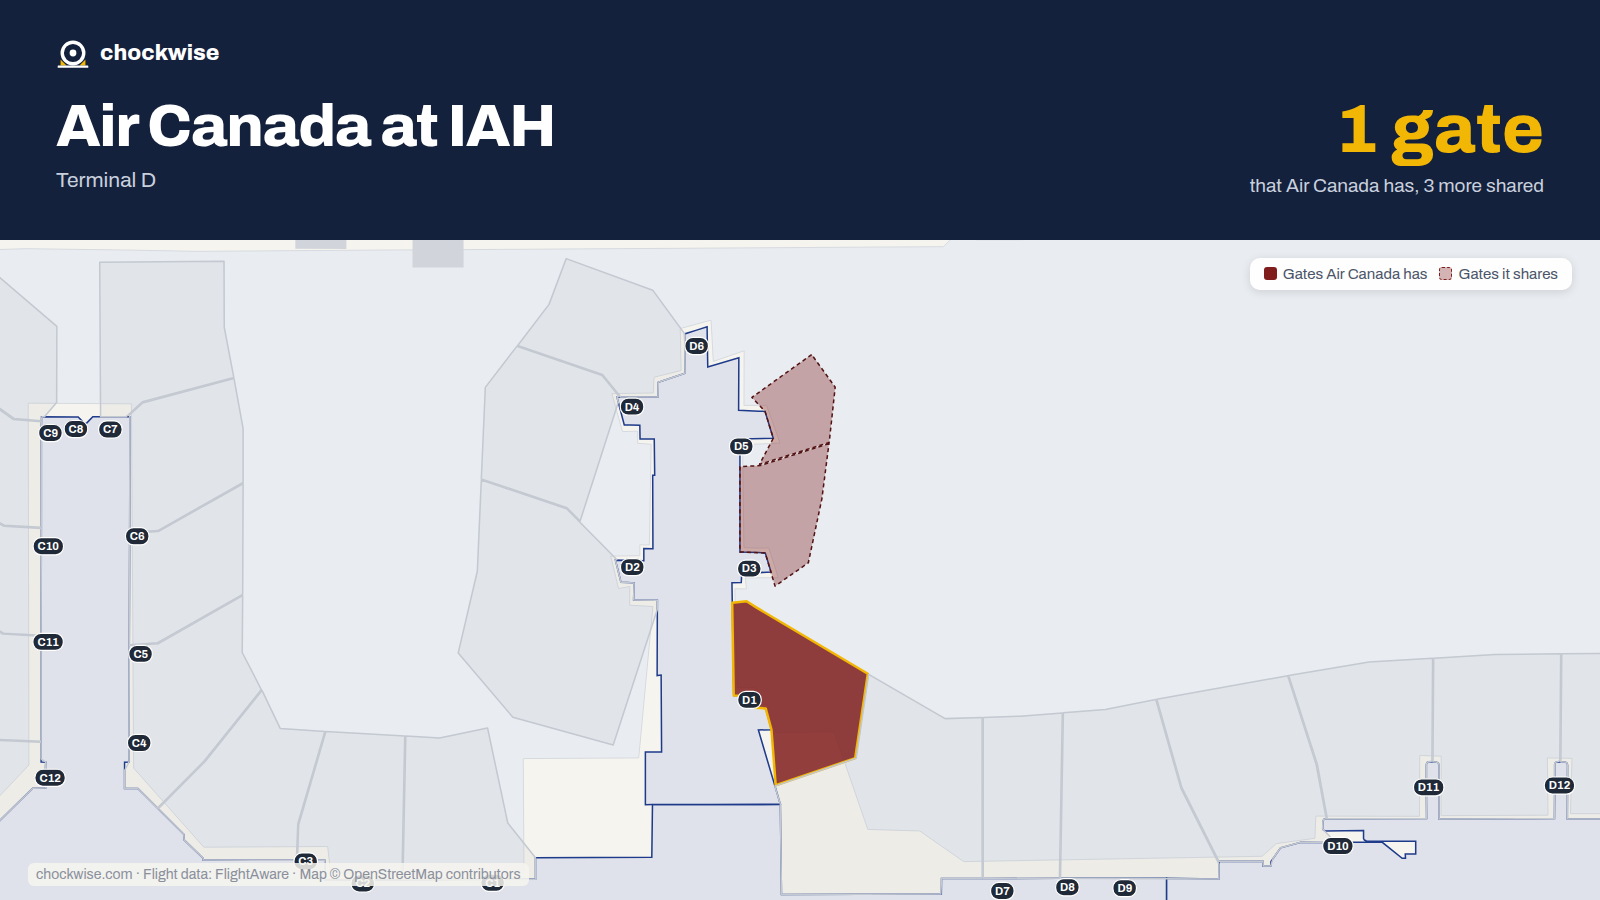 chockwise
Air Canada at IAH
Terminal D
1 gate
that Air Canada has, 3 more shared
Gates Air Canada has
Gates it shares
D6
D4
D5
C9
C8
C7
C6
C10
D2
D3
C11
C5
D1
C4
C12
D11
D12
D10
C3
chockwise.com · Flight data: FlightAware · Map © OpenStreetMap contributors
D7
D8
D9